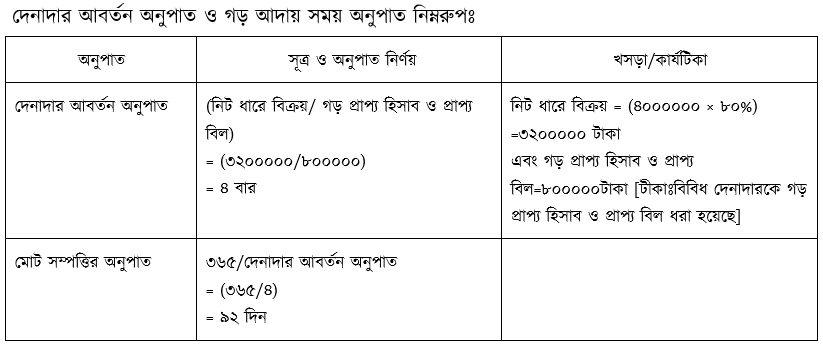 দেনাদার আবর্তন অনুপাত ও গড় আদায় সময় অনুপাত নিম্নরুপঃ
অনুপাত
সূত্র ও অনুপাত নির্ণয়
খসড়া/কার্যটিকা
দেনাদার আবর্তন অনুপাত
(নিট ধারে বিক্রয়/ গড় প্রাপ্য হিসাব ও প্রাপ্য
বিল)
= (৩২০০০০০/৮০০০০০)
= ৪ বার
নিট ধারে বিক্রয় = (৪০০০০০০ × ৮০%)
=৩২০০০০০ টাকা
এবং গড় প্রাপ্য হিসাব ও প্রাপ্য
বিল=৮০০০০০টাকা [টীকাঃবিবিধ দেনাদারকে গড়
প্রাপ্য হিসাব ও প্রাপ্য বিল ধরা হয়েছে]
মোট সম্পত্তির অনুপাত
৩৬৫/দেনাদার আবর্তন অনুপাত
= (৩৬৫/৪)
= ৯২ দিন